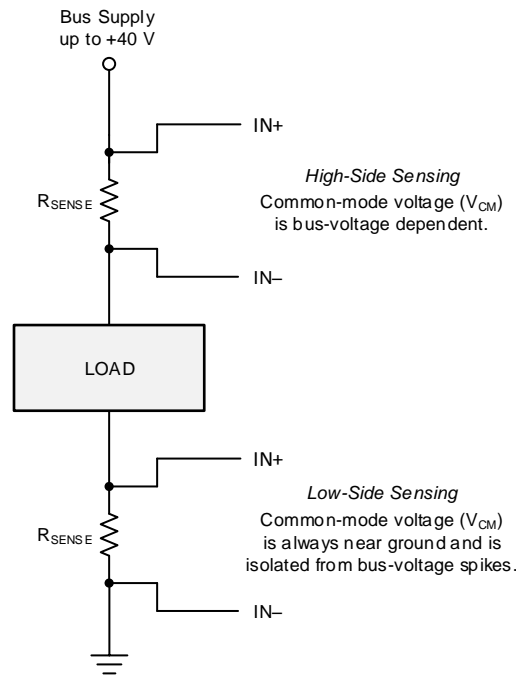 Bus Supply
up to +40 V
IN+
RSENSE
High-Side Sensing
Common-mode voltage (VCM)
is bus-voltage dependent.
IN–
LOAD
IN+
RSENSE
Low-Side Sensing
Common-mode voltage (VCM)
is always near ground and is
isolated from bus-voltage spikes.
IN–